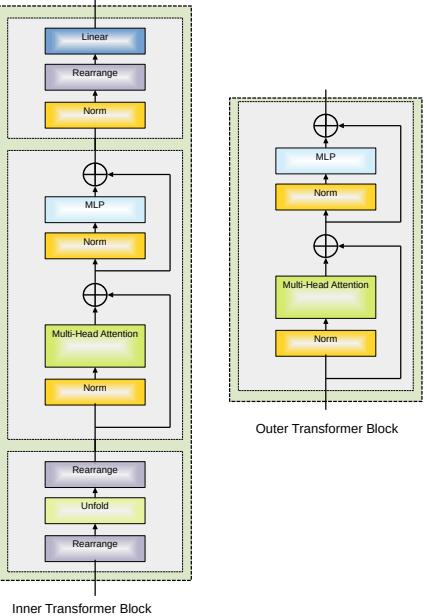 Linear
Rearrange
Norm
MLP
Norm
Multi-Head Attention
Norm
Rearrange
Unfold
Rearrange
Inner Transformer Block
MLP
Norm
Multi-Head Attention
Norm
Outer Transformer Block